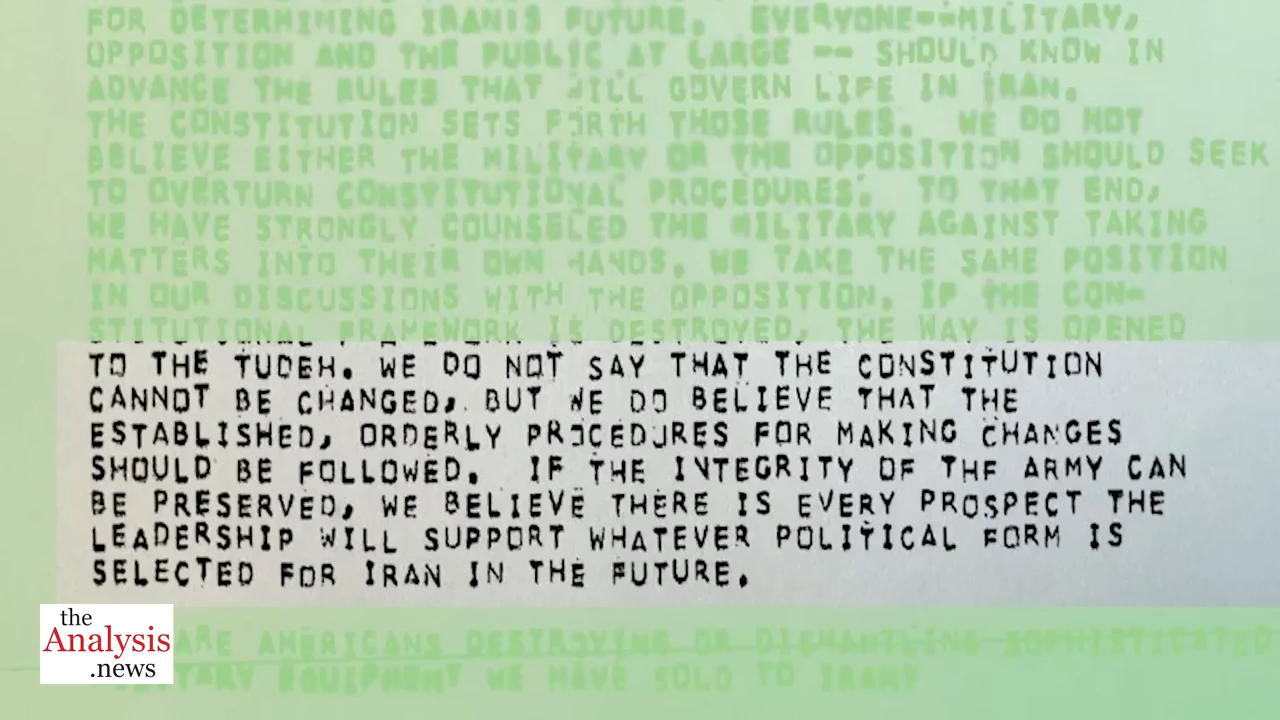 FOR DETERMINING IRANIS FUTURE. EVERYONE--MILITARY,
OPPOSITION AND THE PUBLIC AT LARGE -- SHOULD KNOW IN
ADVANCE THE RULES THAT WILL GOVERN LIFE IN IRAN.
THE CONSTITUTION SETS FORTH THOSE RULES. WE DO NOT
BELIEVE EITHER THE MILITARY OR THE OPPOSITION SHOULD SEEK
TO OVERTURN CONSTITUTIONAL PROCEDURES. TO THAT END,
WE HAVE STRONGLY COUNSELED THE MILITARY AGAINST TAKING
MATTERS INTO THEIR OWN HANDS. WE TAKE THE SAME POSITION
IN OUR DISCUSSIONS WITH THE OPPOSITION. IF THE CON-
STITUTIONAL FRAMEWORK IS DESTROYED, THE WAY IS OPENED
TO THE TUDEH. WE DO NOT SAY THAT THE CONSTITUTION
CANNOT BE CHANGED, BUT WE DO BELIEVE THAT THE
ESTABLISHED, ORDERLY PROCEDURES FOR MAKING CHANGES
SHOULD BE FOLLOWED. IF THE INTEGRITY OF THE ARMY CAN
BE PRESERVED, WE BELIEVE THERE IS EVERY PROSPECT THE
LEADERSHIP WILL SUPPORT WHATEVER POLITICAL FORM IS
SELECTED FOR IRAN IN THE FUTURE.
ARE AMERICANS DESTROYING OR DISMANTLING SOPHISTICATED
EQUIPMENT WE HAVE SOLD TO IRAN?
the
Analysis
.news